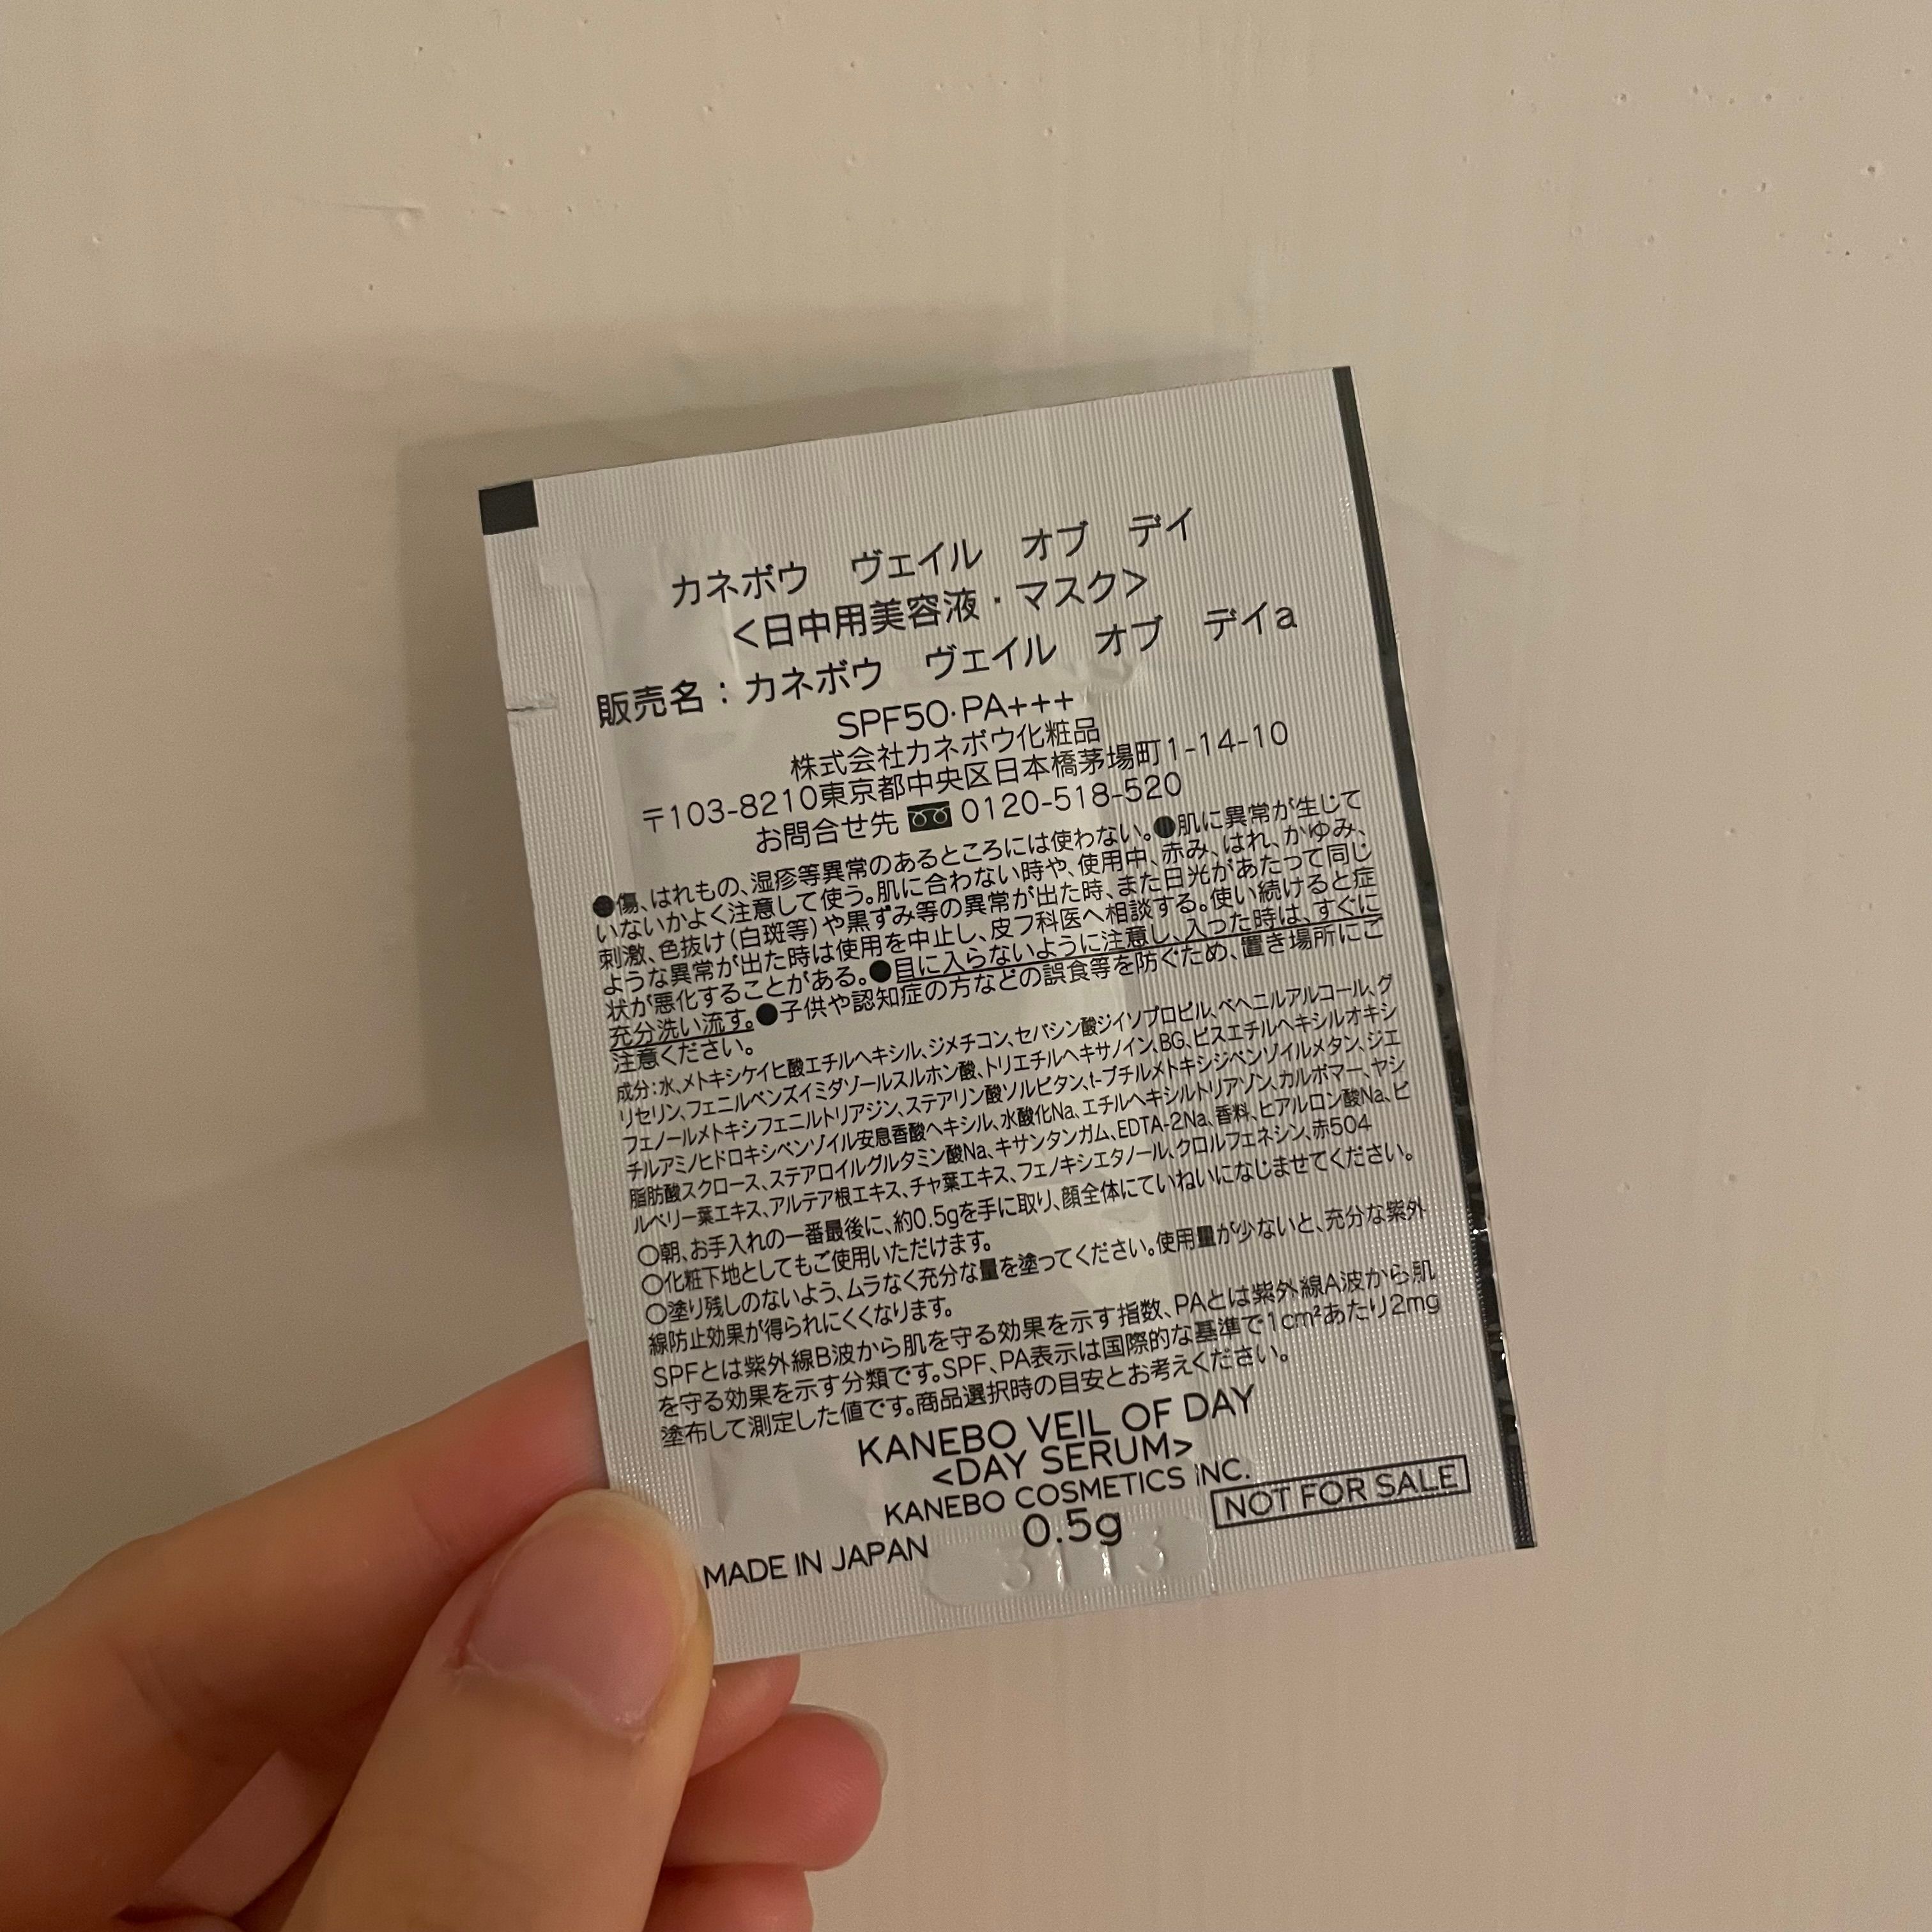 カネボウ ヴェイル オブ デイ
<日中用美容液・マスク>
販売名：カネボウ ヴェイル オブ デイa
SPF50・PA+++
株式会社カネボウ化粧品
〒103-8210東京都中央区日本橋茅場町1-14-10
お問合せ先 0120-518-520
●傷、はれもの、湿疹等異常のあるところには使わない。●肌に異常が生じて
いないかよく注意して使う。肌に合わない時や、使用中、赤み、はれ、かゆみ、
刺激、色抜け(白斑等)や黒ずみ等の異常が出た時、また日光があたって同じ
ような異常が出た時は使用を中止し、皮フ科医へ相談する。使い続けると症
状が悪化することがある。●目に入らないように注意し、入った時は、すぐに
充分洗い流す。●子供や認知症の方などの誤食等を防ぐため、置き場所にご
注意ください。
成分：水、メトキシケイヒ酸エチルヘキシル、ジメチコン、セバシン酸ジイソプロピル、ベヘニルアルコール、グ
リセリン、フェニルベンズイミダゾールスルホン酸、トリエチルヘキサノイン、BG、ビスエチルヘキシルオキシ
フェノールメトキシフェニルトリアジン、ステアリン酸ソルビタン、t-ブチルメトキシジベンゾイルメタン、ジエ
チルアミノヒドロキシベンゾイル安息香酸ヘキシル、水酸化Na、エチルヘキシルトリアゾン、カルボマー、ヤシ
脂肪酸スクロース、ステアロイルグルタミン酸Na、キサンタンガム、EDTA-2Na、香料、ヒアルロン酸Na、ビ
ルベリー葉エキス、アルテア根エキス、チャ葉エキス、フェノキシエタノール、クロルフェネシン、赤504
○朝、お手入れの一番最後に、約0.5gを手に取り、顔全体にていねいになじませてください。
○化粧下地としてもご使用いただけます。
○塗り残しのないよう、ムラなく充分な量を塗ってください。使用量が少ないと、充分な紫外
線防止効果が得られにくくなります。
SPFとは紫外線B波から肌を守る効果を示す指数、PAとは紫外線A波から肌
を守る効果を示す分類です。SPF、PA表示は国際的な基準で1cm²あたり2mg
塗布して測定した値です。商品選択時の目安とお考えください。
KANEBO VEIL OF DAY
<DAY SERUM>
KANEBO COSMETICS INC.
MADE IN JAPAN 0.5g NOT FOR SALE
3113